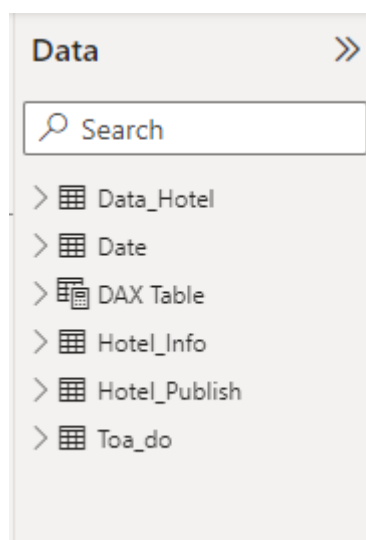 Data
Search
Data_Hotel
Date
DAX Table
Hotel_Info
Hotel_Publish
Toa_do